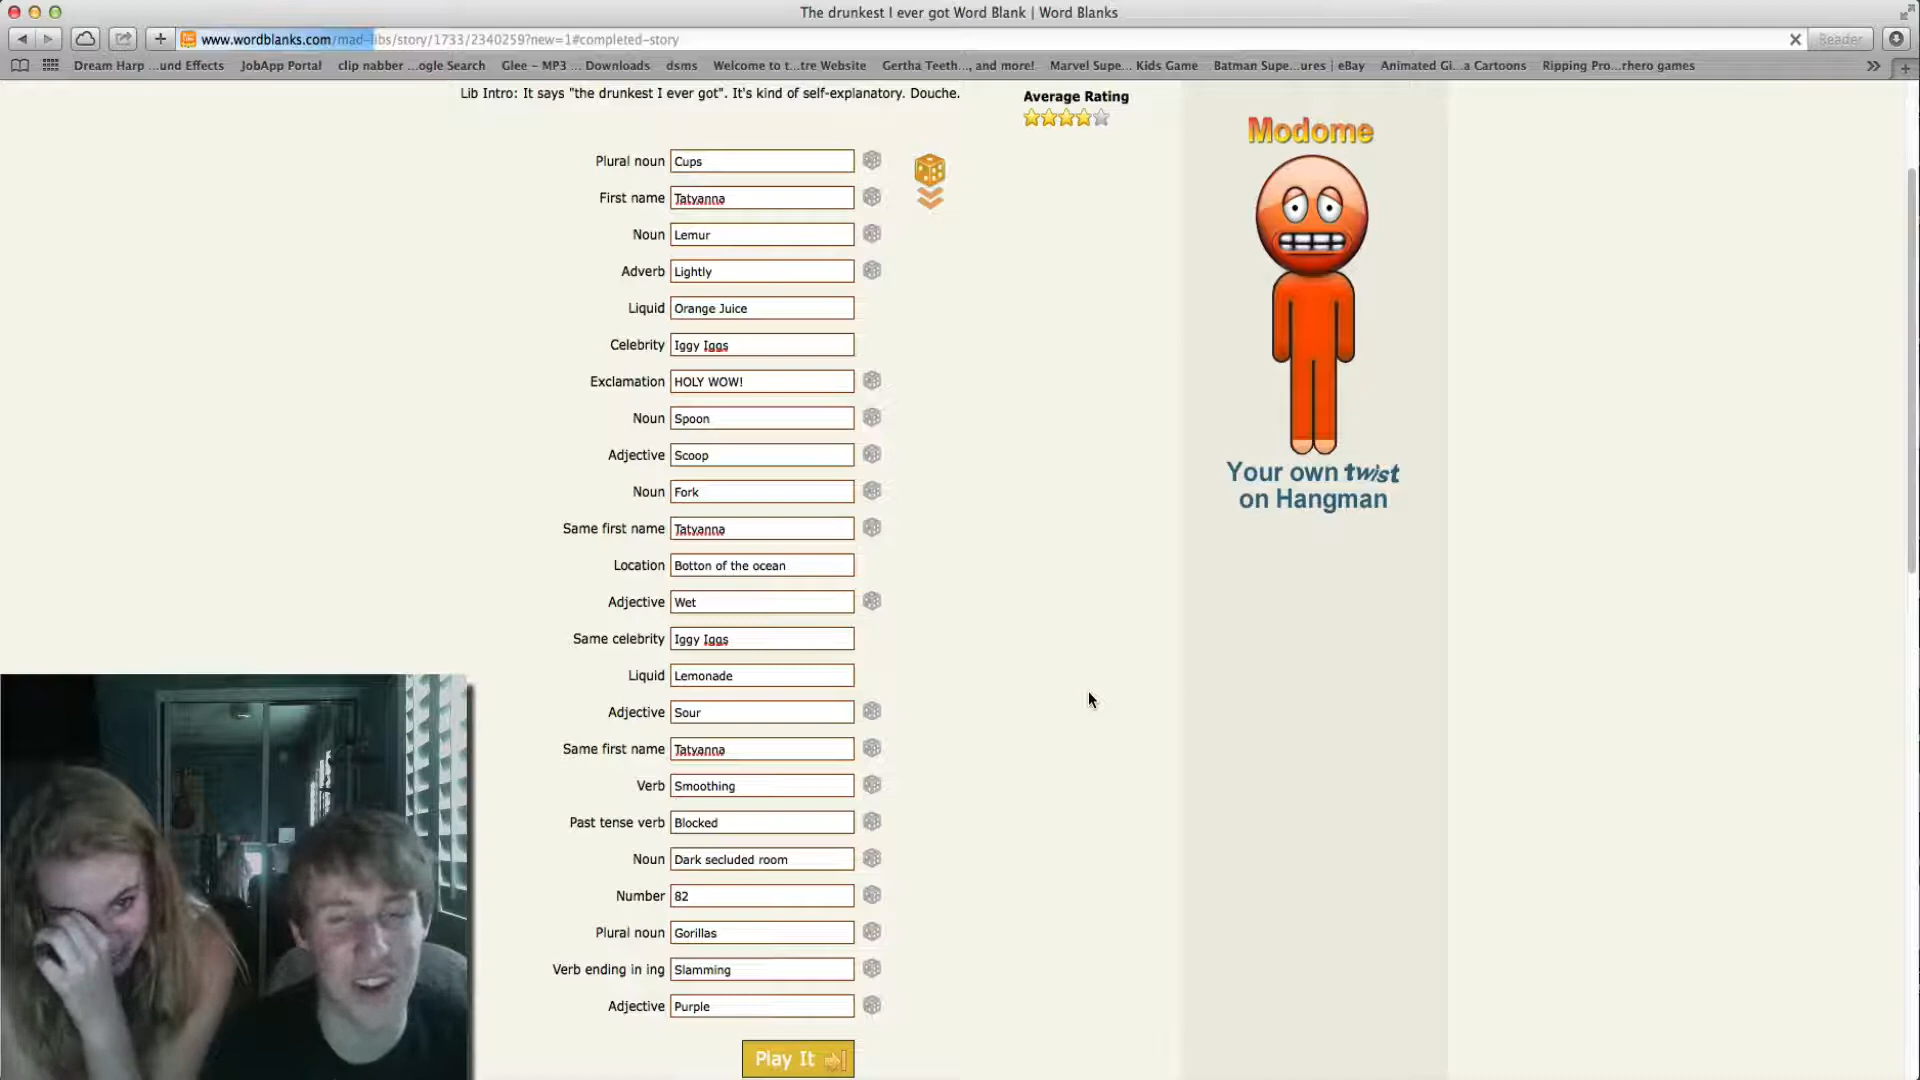 The drunkest I ever got Word Blank | Word Blanks
www.wordblanks.com/mad-libs/story/1733/2340259?new=1#completed-story
Reader
Dream Harp ...und Effects JobApp Portal clip nabber ...ogle Search Glee – MP3 ... Downloads dsms Welcome to t...tre Website Gertha Teeth..., and more! Marvel Supe... Kids Game Batman Supe...ures | eBay Animated Gi...a Cartoons Ripping Pro...rhero games
Lib Intro: It says "the drunkest I ever got". It's kind of self-explanatory. Douche.
Average Rating
Modome
Plural noun Cups
First name Tatyanna
Noun Lemur
Adverb Lightly
Liquid Orange Juice
Celebrity Iggy Iggs
Exclamation HOLY WOW!
Noun Spoon
Adjective Scoop
Noun Fork
Your own twist
on Hangman
Same first name Tatyanna
Location Botton of the ocean
Adjective Wet
Same celebrity Iggy Iggs
Liquid Lemonade
Adjective Sour
Same first name Tatyanna
Verb Smoothing
Past tense verb Blocked
Noun Dark secluded room
Number 82
Plural noun Gorillas
Verb ending in ing Slamming
Adjective Purple
Play It